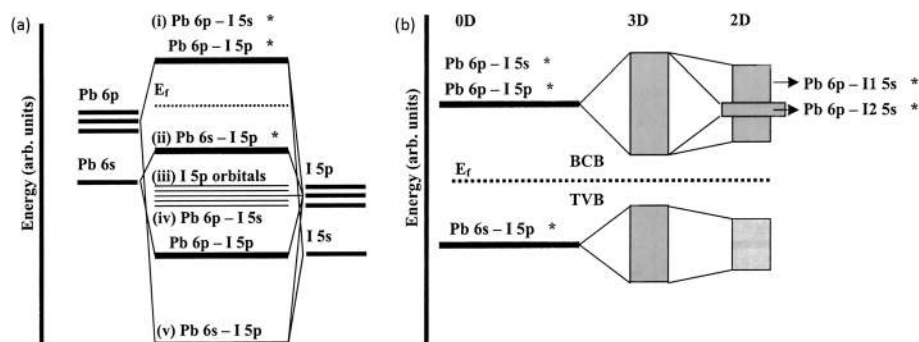 (a)
Energy (arb. units)
(i) Pb 6p – I 5s *
Pb 6p – I 5p *
Ef
Pb 6p
(ii) Pb 6s – I 5p *
Pb 6s
I 5p
(iii) I 5p orbitals
(iv) Pb 6p – I 5s
Pb 6p – I 5p
I 5s
(v) Pb 6s – I 5p
(b)
Energy (arb. units)
0D 3D 2D
Pb 6p – I 5s *
Pb 6p – I 5p *
Pb 6p – I1 5s *
Pb 6p – I2 5s *
BCB
Ef
TVB
Pb 6s – I 5p *